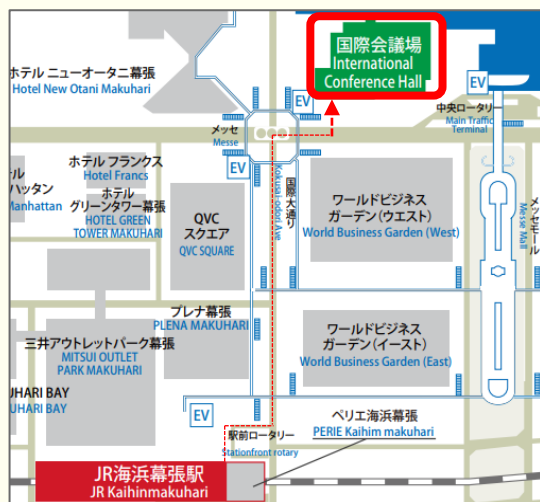 国際会議場
International
Conference Hall
ホテル ニューオータニ幕張
Hotel New Otani Makuhari
EV
EV
中央ロータリー
Main Traffic
Terminal
メッセ
Messe
EV
ホテル フランクス
Hotel Francs
ル
ハッタン
Manhattan
ホテル
グリーンタワー幕張
HOTEL GREEN
TOWER MAKUHARI
QVC
スクエア
QVC SQUARE
国際大通り
Kokusai-odori Ave
ワールドビジネス
ガーデン(ウエスト)
World Business Garden (West)
メッセモール
Messe Mall
プレナ幕張
PLENA MAKUHARI
三井アウトレットパーク幕張
MITSUI OUTLET
PARK MAKUHARI
ワールドビジネス
ガーデン(イースト)
World Business Garden (East)
UHARI BAY
UHARI BAY
EV
駅前ロータリー
Stationfront rotary
ペリエ海浜幕張
PERIE Kaihim makuhari
JR海浜幕張駅
JR Kaihinmakuhari